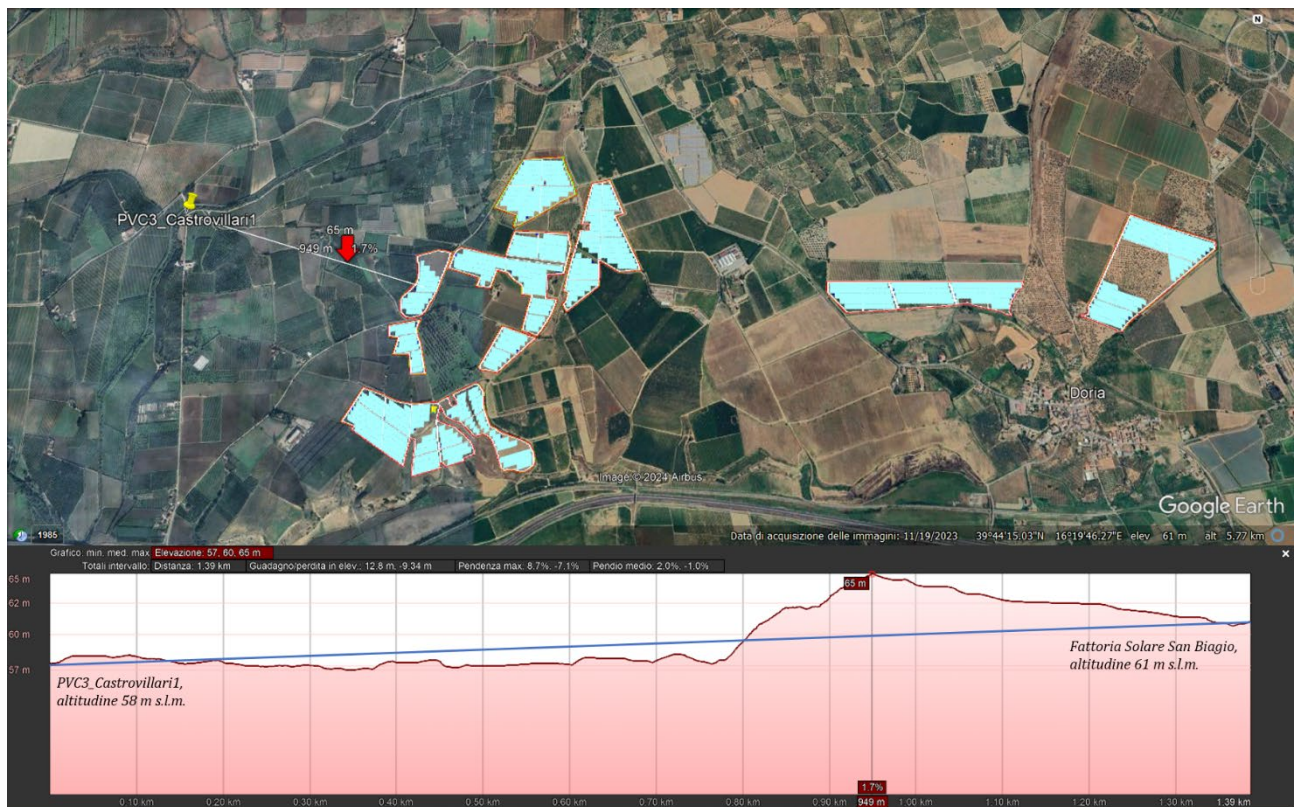 N
PVC3_Castrovillari1
65 m
949 m 1.7%
Doria
Image © 2024 Airbus
Google Earth
1985
Data di acquisizione delle immagini: 11/19/2023 39°44'15.03"N 16°19'46.27"E elev 61 m alt 5.77 km
Grafico: min. med. max Elevazione: 57, 60, 65 m
Totali intervallo: Distanza: 1.39 km Guadagno/perdita in elev.: 12.8 m, -9.34 m Pendenza max. 8.7%, -7.1% Pendio medio: 2.0%, -1.0%
65 m
65 m
62 m
60 m
57 m
PVC3_Castrovillari1,
altitudine 58 m s.l.m.
Fattoria Solare San Biagio,
altitudine 61 m s.l.m.
1.7%
0.10 km 0.20 km 0.30 km 0.40 km 0.50 km 0.60 km 0.70 km 0.80 km 0.90 km 949 m 1.00 km 1.10 km 1.20 km 1.30 km 1.39 km